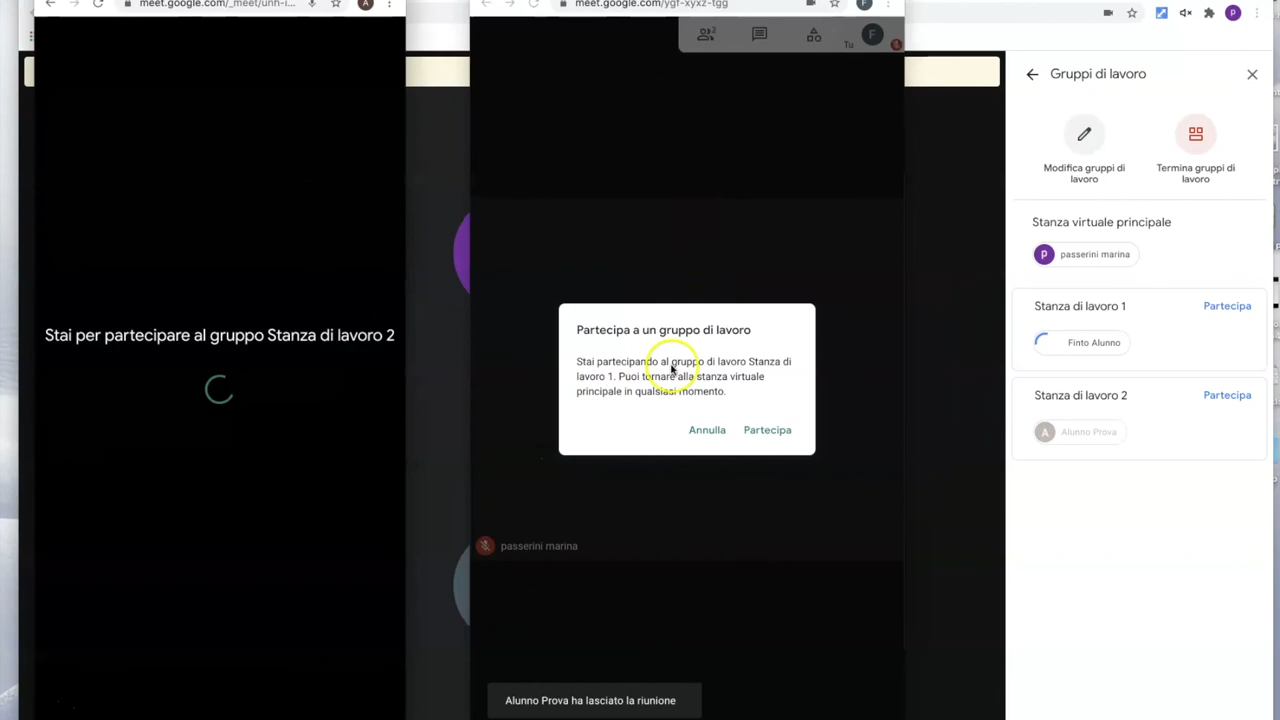 meet.google.com/_meet/unh-i...
A
meet.google.com/ygf-xyxz-tgg
F
P
2
Tu
F
Gruppi di lavoro
Modifica gruppi di
lavoro
Termina gruppi di
lavoro
Stanza virtuale principale
P passerini marina
Stanza di lavoro 1
Partecipa
Finto Alunno
Stanza di lavoro 2
Partecipa
A Alunno Prova
Stai per partecipare al gruppo Stanza di lavoro 2
Partecipa a un gruppo di lavoro
Stai partecipando al gruppo di lavoro Stanza di
lavoro 1. Puoi tornare alla stanza virtuale
principale in qualsiasi momento.
Annulla
Partecipa
passerini marina
Alunno Prova ha lasciato la riunione